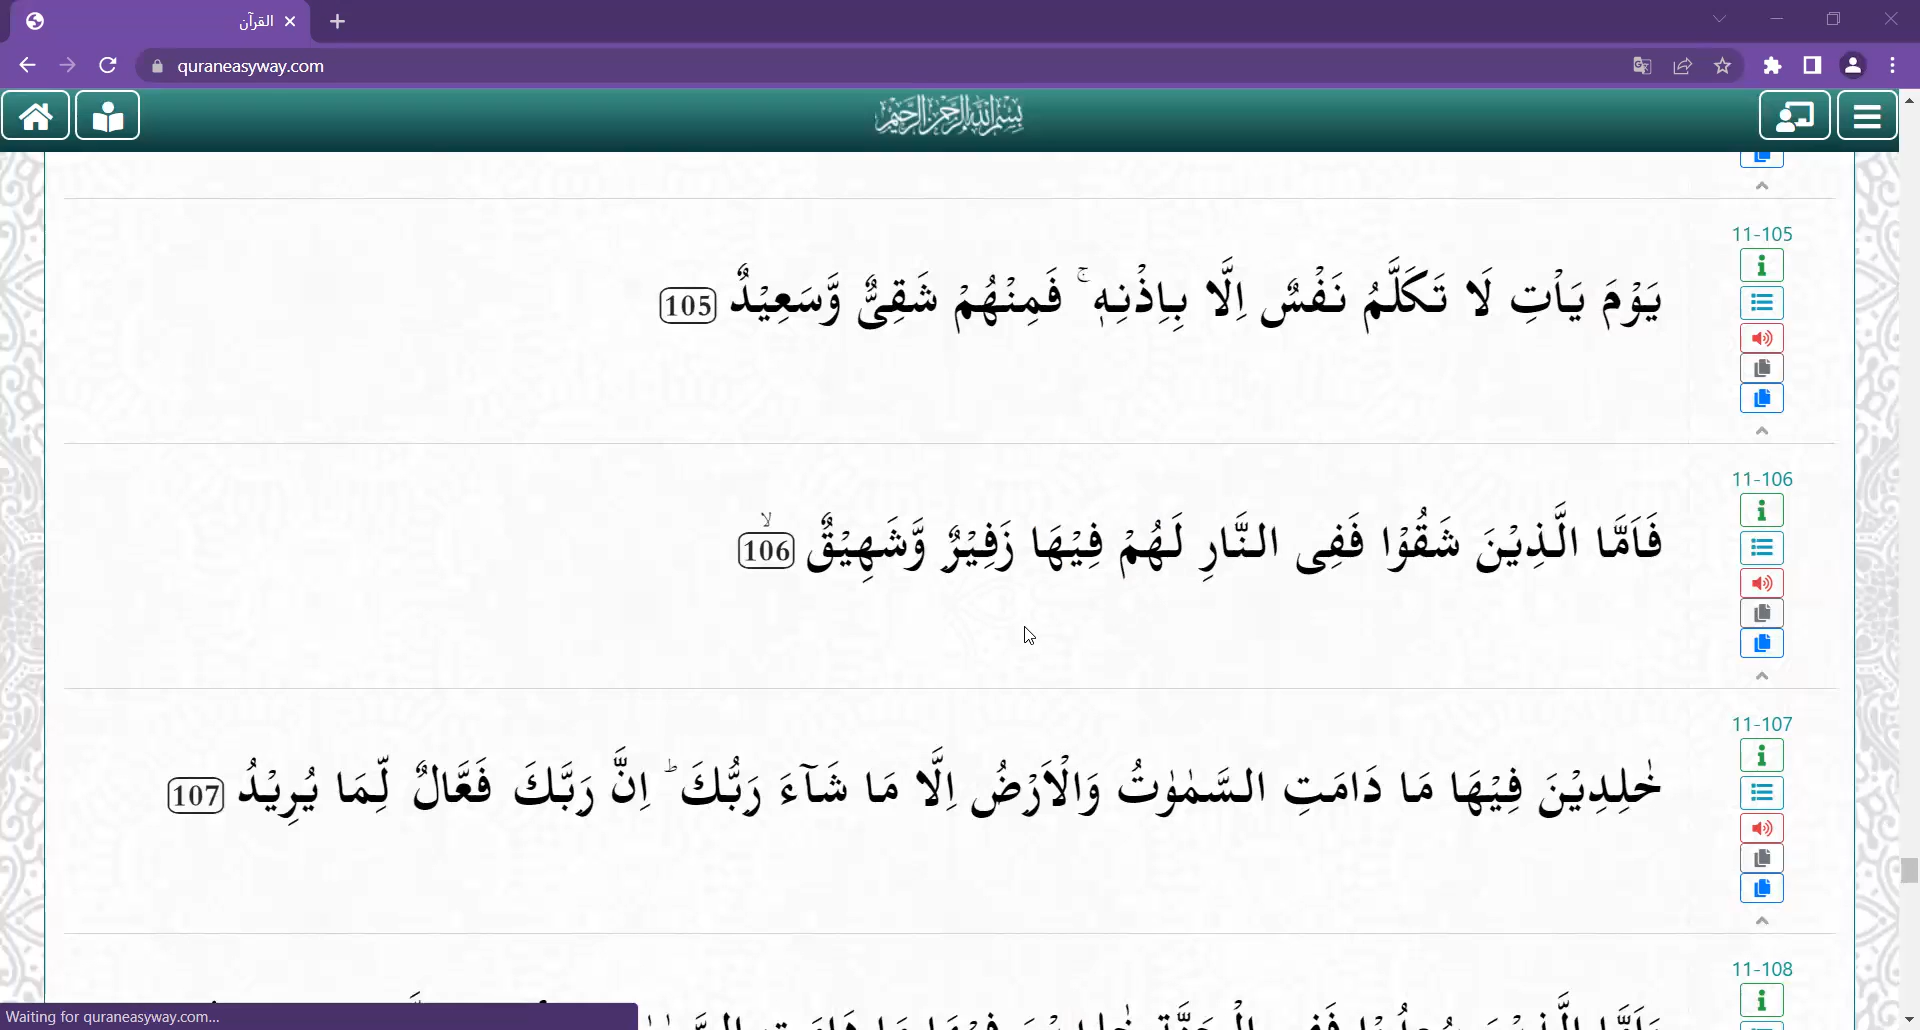 القرآن
quraneasyway.com
بسم الله الرحمن الرحيم
11-105
يَوْمَ يَاْتِ لَا تَكَلَّمُ نَفْسٌ اِلَّا بِاِذْنِهٖ ۚ فَمِنْهُمْ شَقِىٌّ وَّسَعِيْدٌ 105
11-106
فَاَمَّا الَّذِيْنَ شَقُوْا فَفِى النَّارِ لَهُمْ فِيْهَا زَفِيْرٌ وَّشَهِيْقٌ ۙ 106
11-107
خٰلِدِيْنَ فِيْهَا مَا دَامَتِ السَّمٰوٰتُ وَالْاَرْضُ اِلَّا مَا شَآءَ رَبُّكَ ؕ اِنَّ رَبَّكَ فَعَّالٌ لِّمَا يُرِيْدُ 107
11-108
Waiting for quraneasyway.com...